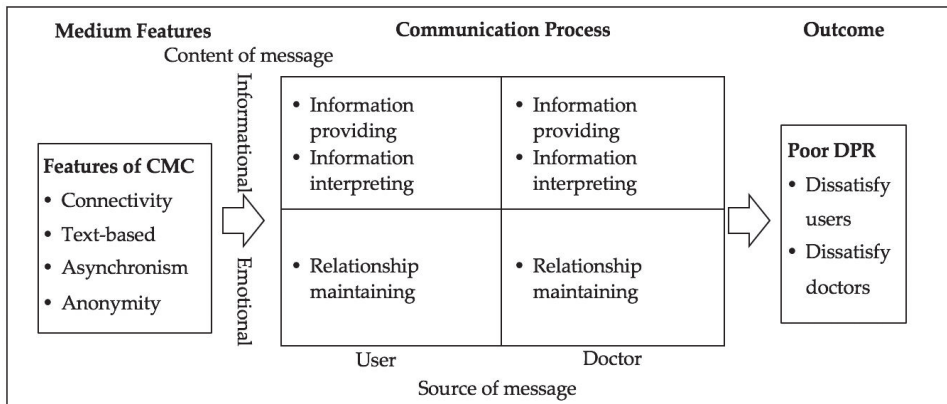 Medium Features
Communication Process
Outcome
Content of message
Features of CMC
• Connectivity
• Text-based
• Asynchronism
• Anonymity
Informational
Emotional
• Information
providing
• Information
interpreting
• Information
providing
• Information
interpreting
• Relationship
maintaining
• Relationship
maintaining
User
Doctor
Source of message
Poor DPR
• Dissatisfy
users
• Dissatisfy
doctors